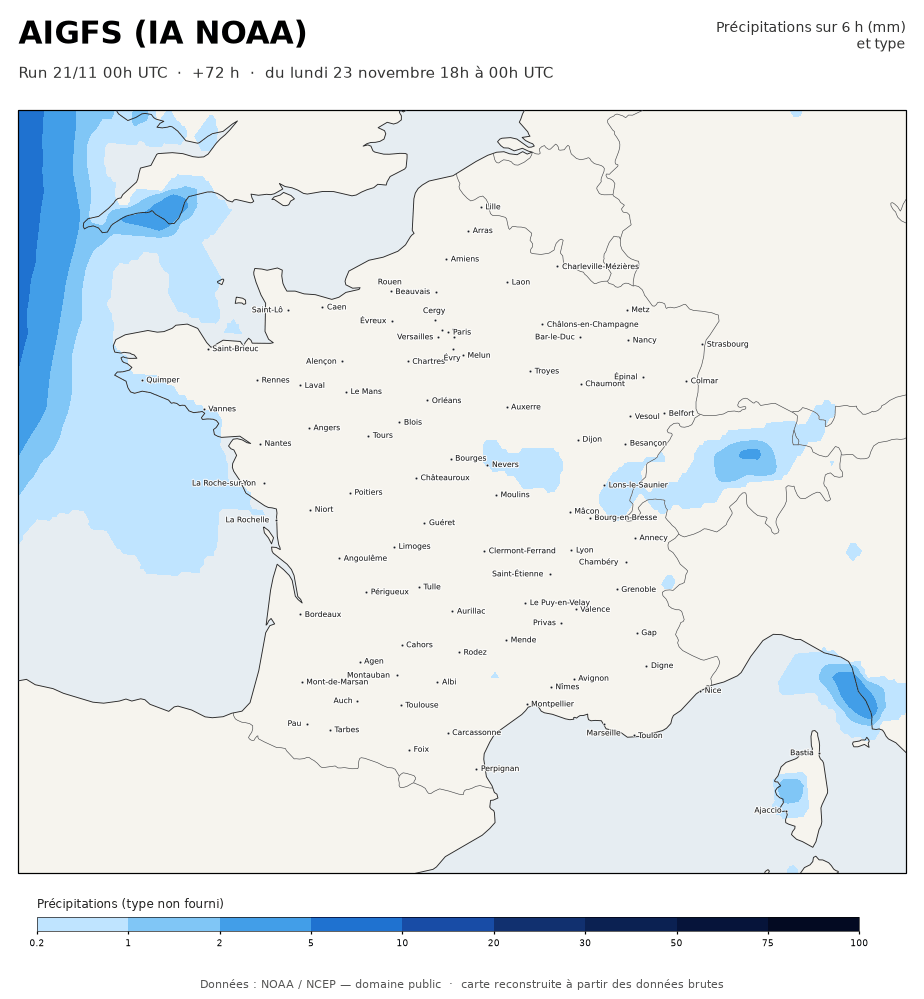 AIGFS (IA NOAA)
Précipitations sur 6 h (mm)
et type
Run 21/11 00h UTC · +72 h · du lundi 23 novembre 18h à 00h UTC
Lille
Arras
Amiens
Charleville-Mézières
Rouen
Beauvais
Laon
Saint-Lô
Caen
Cergy
Metz
Évreux
Châlons-en-Champagne
Paris
Versailles
Bar-le-Duc
Nancy
Strasbourg
Saint-Brieuc
Alençon
Chartres
Évry
Melun
Quimper
Rennes
Laval
Troyes
Chaumont
Épinal
Colmar
Le Mans
Orléans
Vannes
Auxerre
Vesoul
Belfort
Angers
Blois
Tours
Nantes
Dijon
Besançon
Bourges
Nevers
La Roche-sur-Yon
Châteauroux
Lons-le-Saunier
Poitiers
Moulins
Niort
Mâcon
La Rochelle
Guéret
Bourg-en-Bresse
Annecy
Limoges
Clermont-Ferrand
Lyon
Angoulême
Chambéry
Saint-Étienne
Tulle
Périgueux
Grenoble
Le Puy-en-Velay
Valence
Bordeaux
Aurillac
Privas
Gap
Cahors
Mende
Rodez
Agen
Digne
Montauban
Mont-de-Marsan
Albi
Avignon
Nîmes
Nice
Auch
Toulouse
Montpellier
Pau
Tarbes
Carcassonne
Marseille
Toulon
Foix
Bastia
Perpignan
Ajaccio
Précipitations (type non fourni)
0.2 1 2 5 10 20 30 50 75 100
Données : NOAA / NCEP — domaine public · carte reconstruite à partir des données brutes